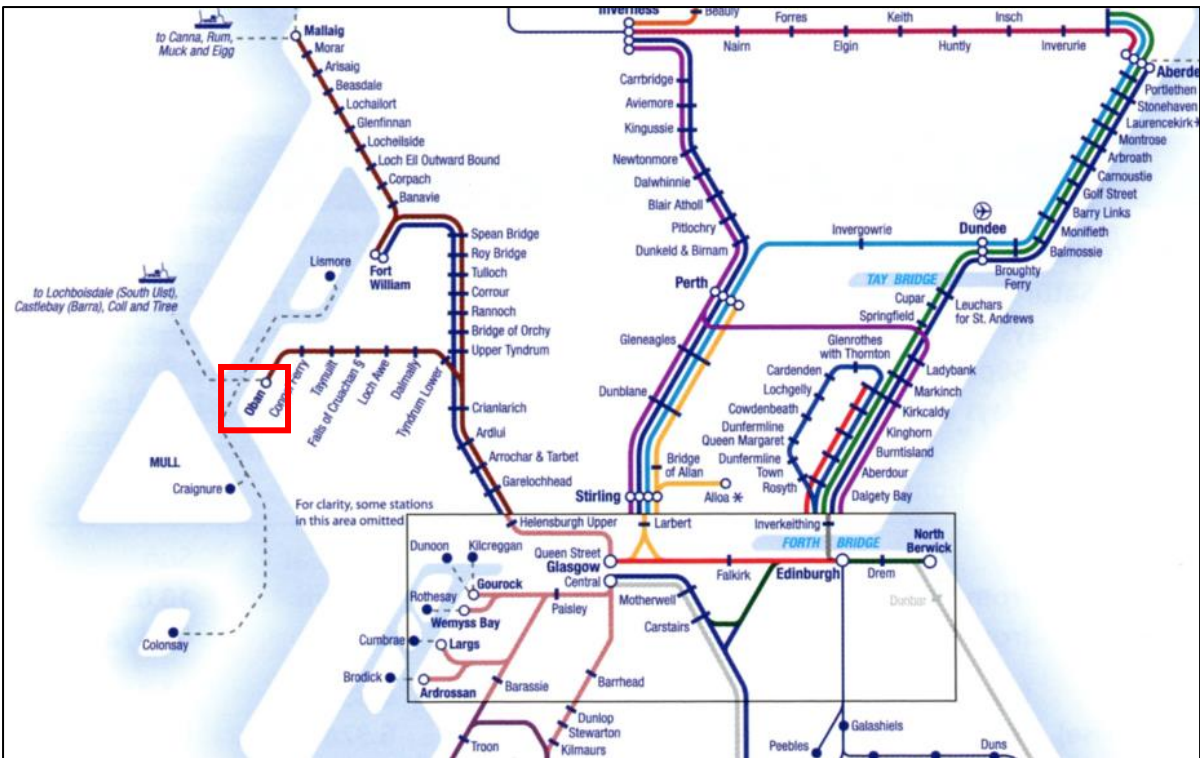 Inverness
Beauly
Forres
Keith
Insch
Nairn
Elgin
Huntly
Inverurie
to Canna, Rum,
Muck and Eigg
Mallaig
Morar
Arisaig
Beasdale
Lochailort
Glenfinnan
Locheilside
Loch Eil Outward Bound
Corpach
Banavie
Fort
William
Spean Bridge
Roy Bridge
Tulloch
Corrour
Rannoch
Bridge of Orchy
Upper Tyndrum
Crianlarich
Ardlui
Arrochar & Tarbet
Garelochhead
Helensburgh Upper
Lismore
to Lochboisdale (South Uist),
Castlebay (Barra), Coll and Tiree
Oban
Connel Ferry
Taynuilt
Falls of Cruachan §
Loch Awe
Dalmally
Tyndrum Lower
MULL
Craignure
Colonsay
For clarity, some stations
in this area omitted
Carrbridge
Aviemore
Kingussie
Newtonmore
Dalwhinnie
Blair Atholl
Pitlochry
Dunkeld & Birnam
Perth
Gleneagles
Dunblane
Bridge
of Allan
Stirling
Alloa *
Larbert
Invergowrie
Dundee
Aberde
Portlethen
Stonehaven
Laurencekirk*
Montrose
Arbroath
Carnoustie
Golf Street
Barry Links
Monifieth
Balmossie
Broughty
Ferry
TAY BRIDGE
Cupar
Leuchars
for St. Andrews
Springfield
Glenrothes
with Thornton
Cardenden
Lochgelly
Cowdenbeath
Dunfermline
Queen Margaret
Dunfermline
Town
Rosyth
Ladybank
Markinch
Kirkcaldy
Kinghorn
Burntisland
Aberdour
Dalgety Bay
Inverkeithing
FORTH BRIDGE
North
Berwick
Queen Street
Glasgow
Central
Falkirk
Edinburgh
Drem
Dunbar
Dunoon
Kilcreggan
Gourock
Rothesay
Wemyss Bay
Paisley
Motherwell
Carstairs
Cumbrae
Largs
Brodick
Ardrossan
Barassie
Barrhead
Dunlop
Stewarton
Kilmaurs
Troon
Galashiels
Peebles
Duns